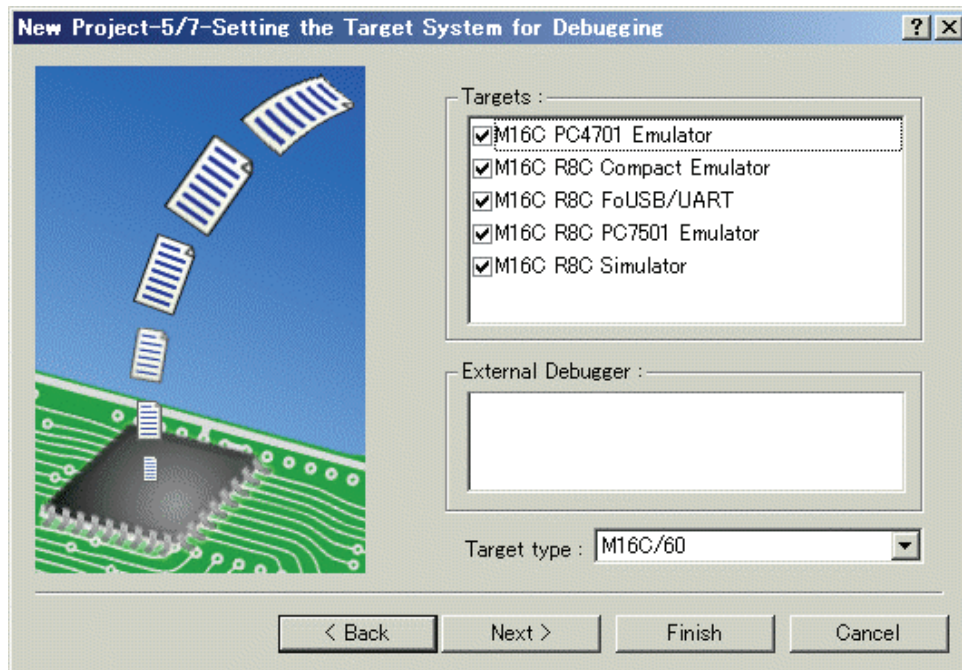 New Project-5/7-Setting the Target System for Debugging
Targets :
M16C PC4701 Emulator
M16C R8C Compact Emulator
M16C R8C FoUSB/UART
M16C R8C PC7501 Emulator
M16C R8C Simulator
External Debugger :
Target type : M16C/60
< Back Next > Finish Cancel